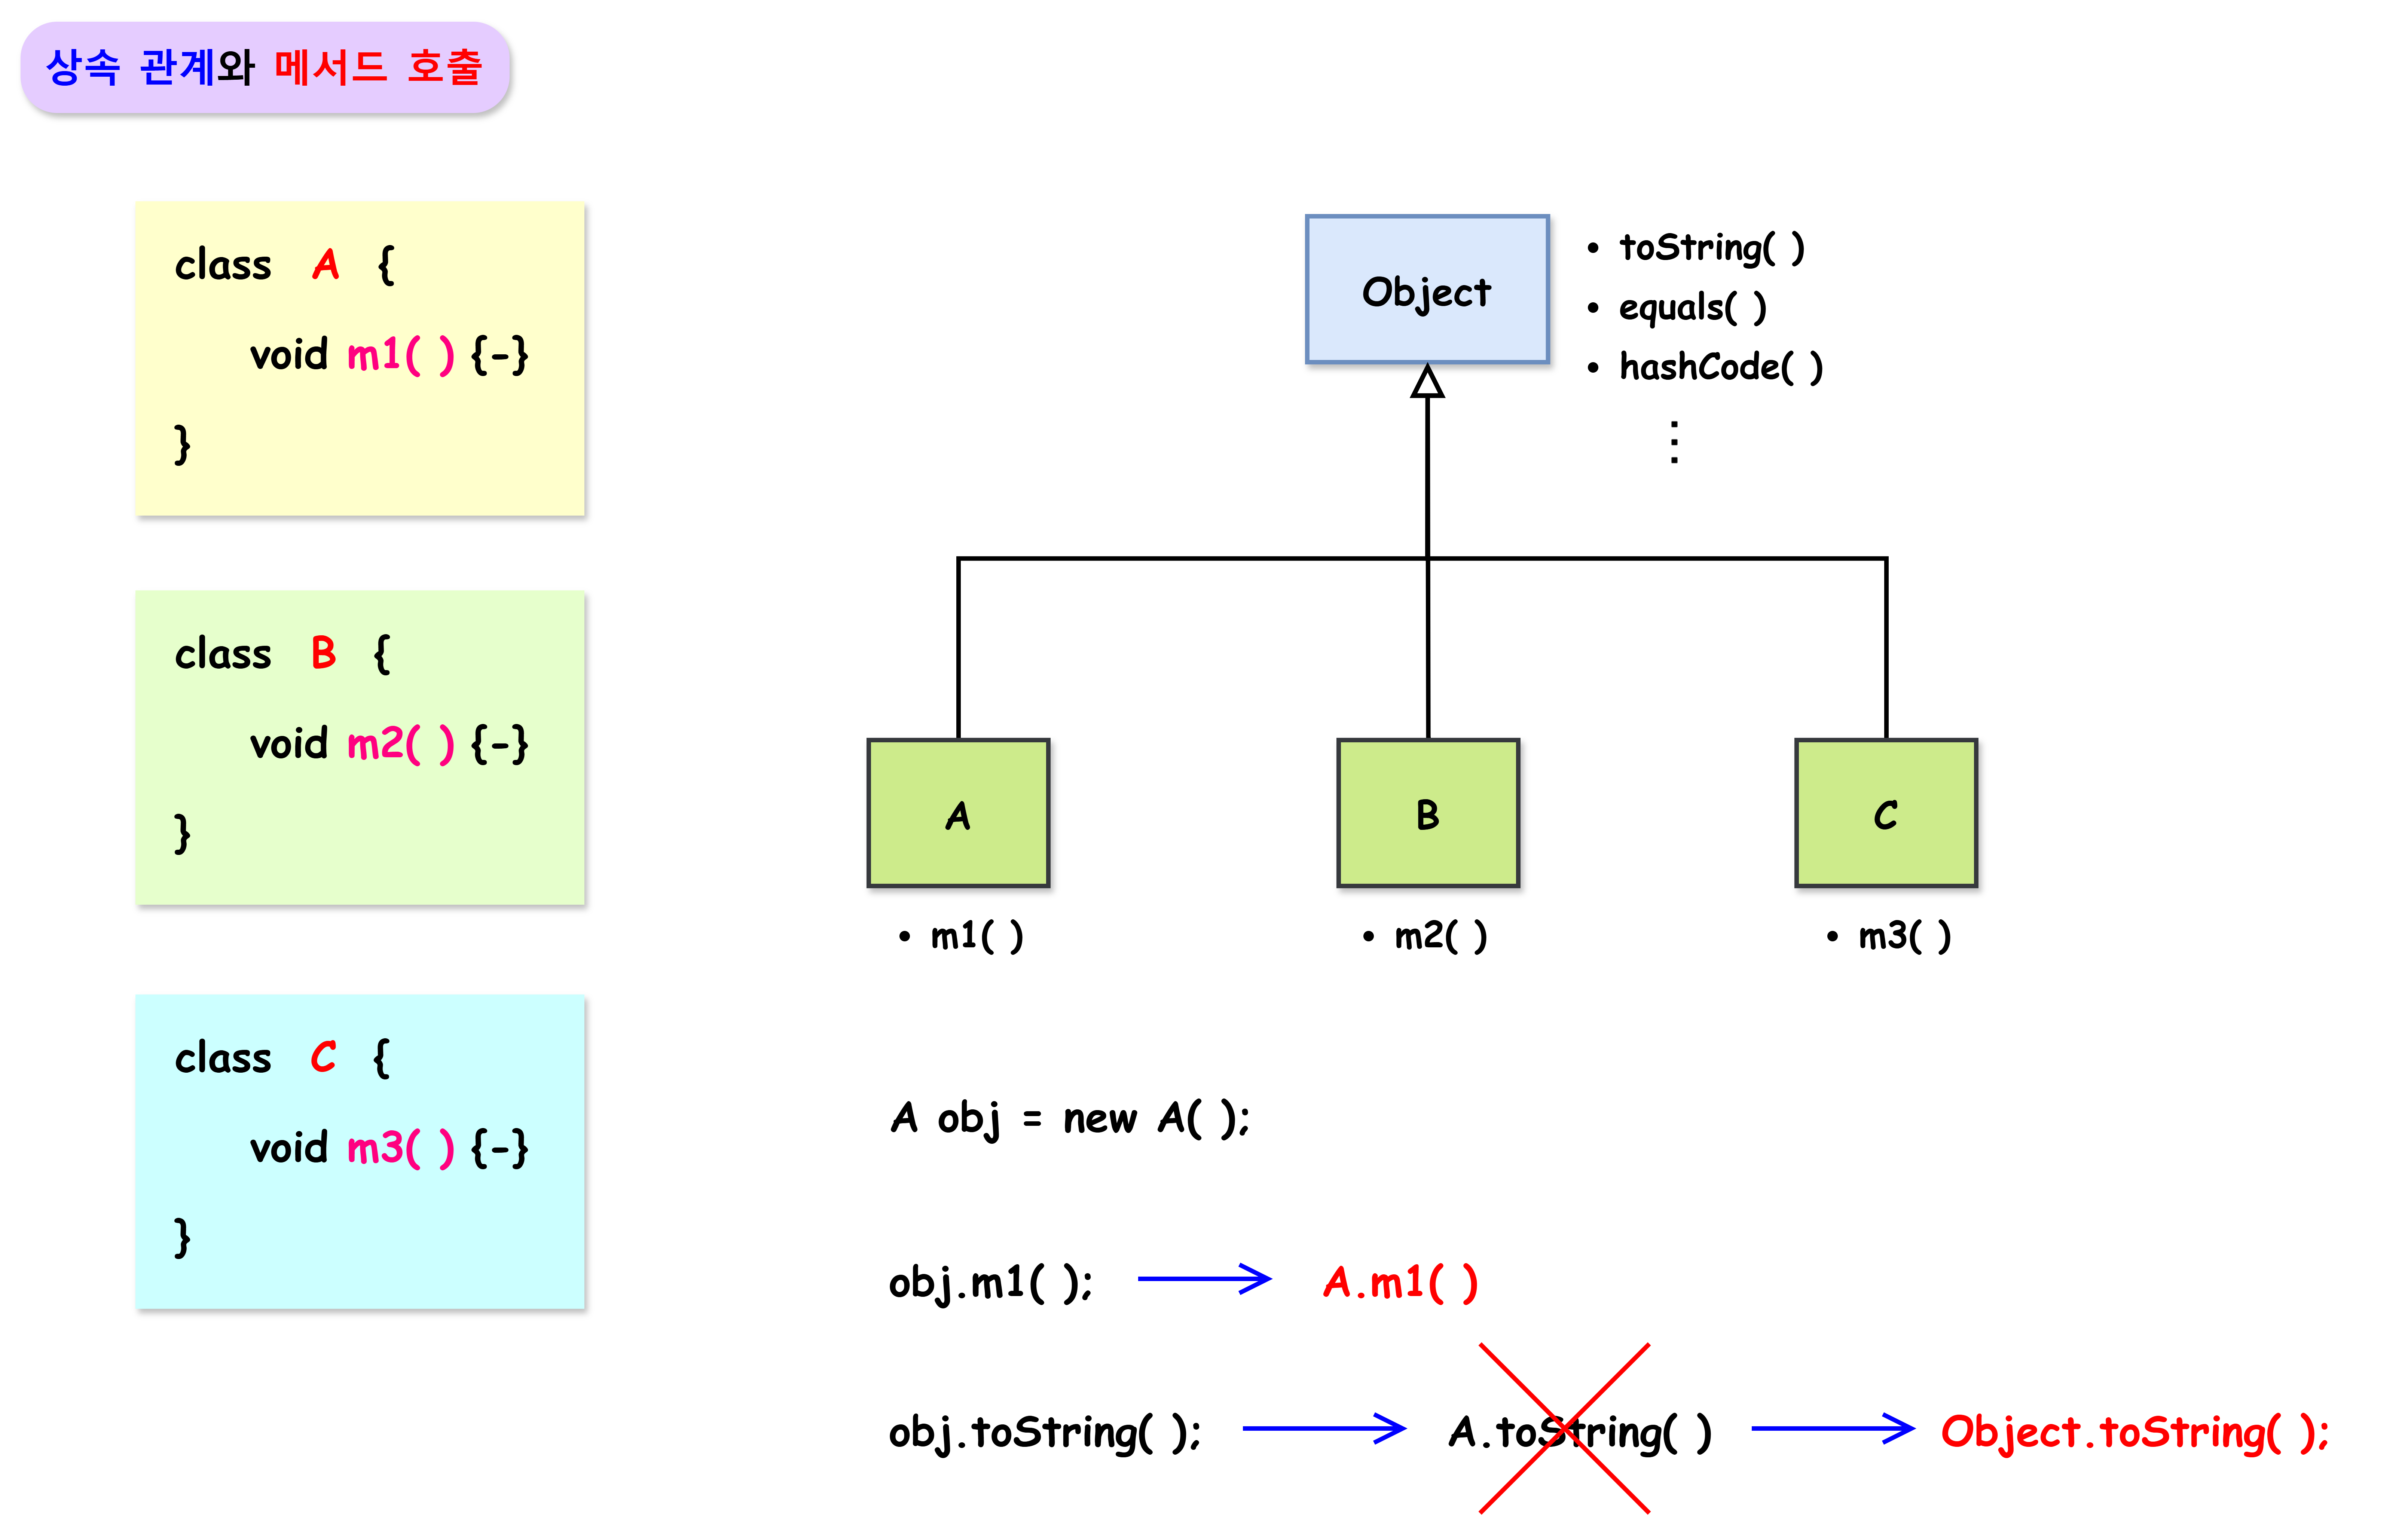 상속 관계와 메서드 호출
class A {
void m1( ) {-}
}
class B {
void m2( ) {-}
}
class C {
void m3( ) {-}
}
Object
• toString( )
• equals( )
• hashCode( )
⋮
A
B
C
• m1( )
• m2( )
• m3( )
A obj = new A( );
obj.m1( );
A.m1( )
obj.toString( );
A.toString( )
Object.toString( );